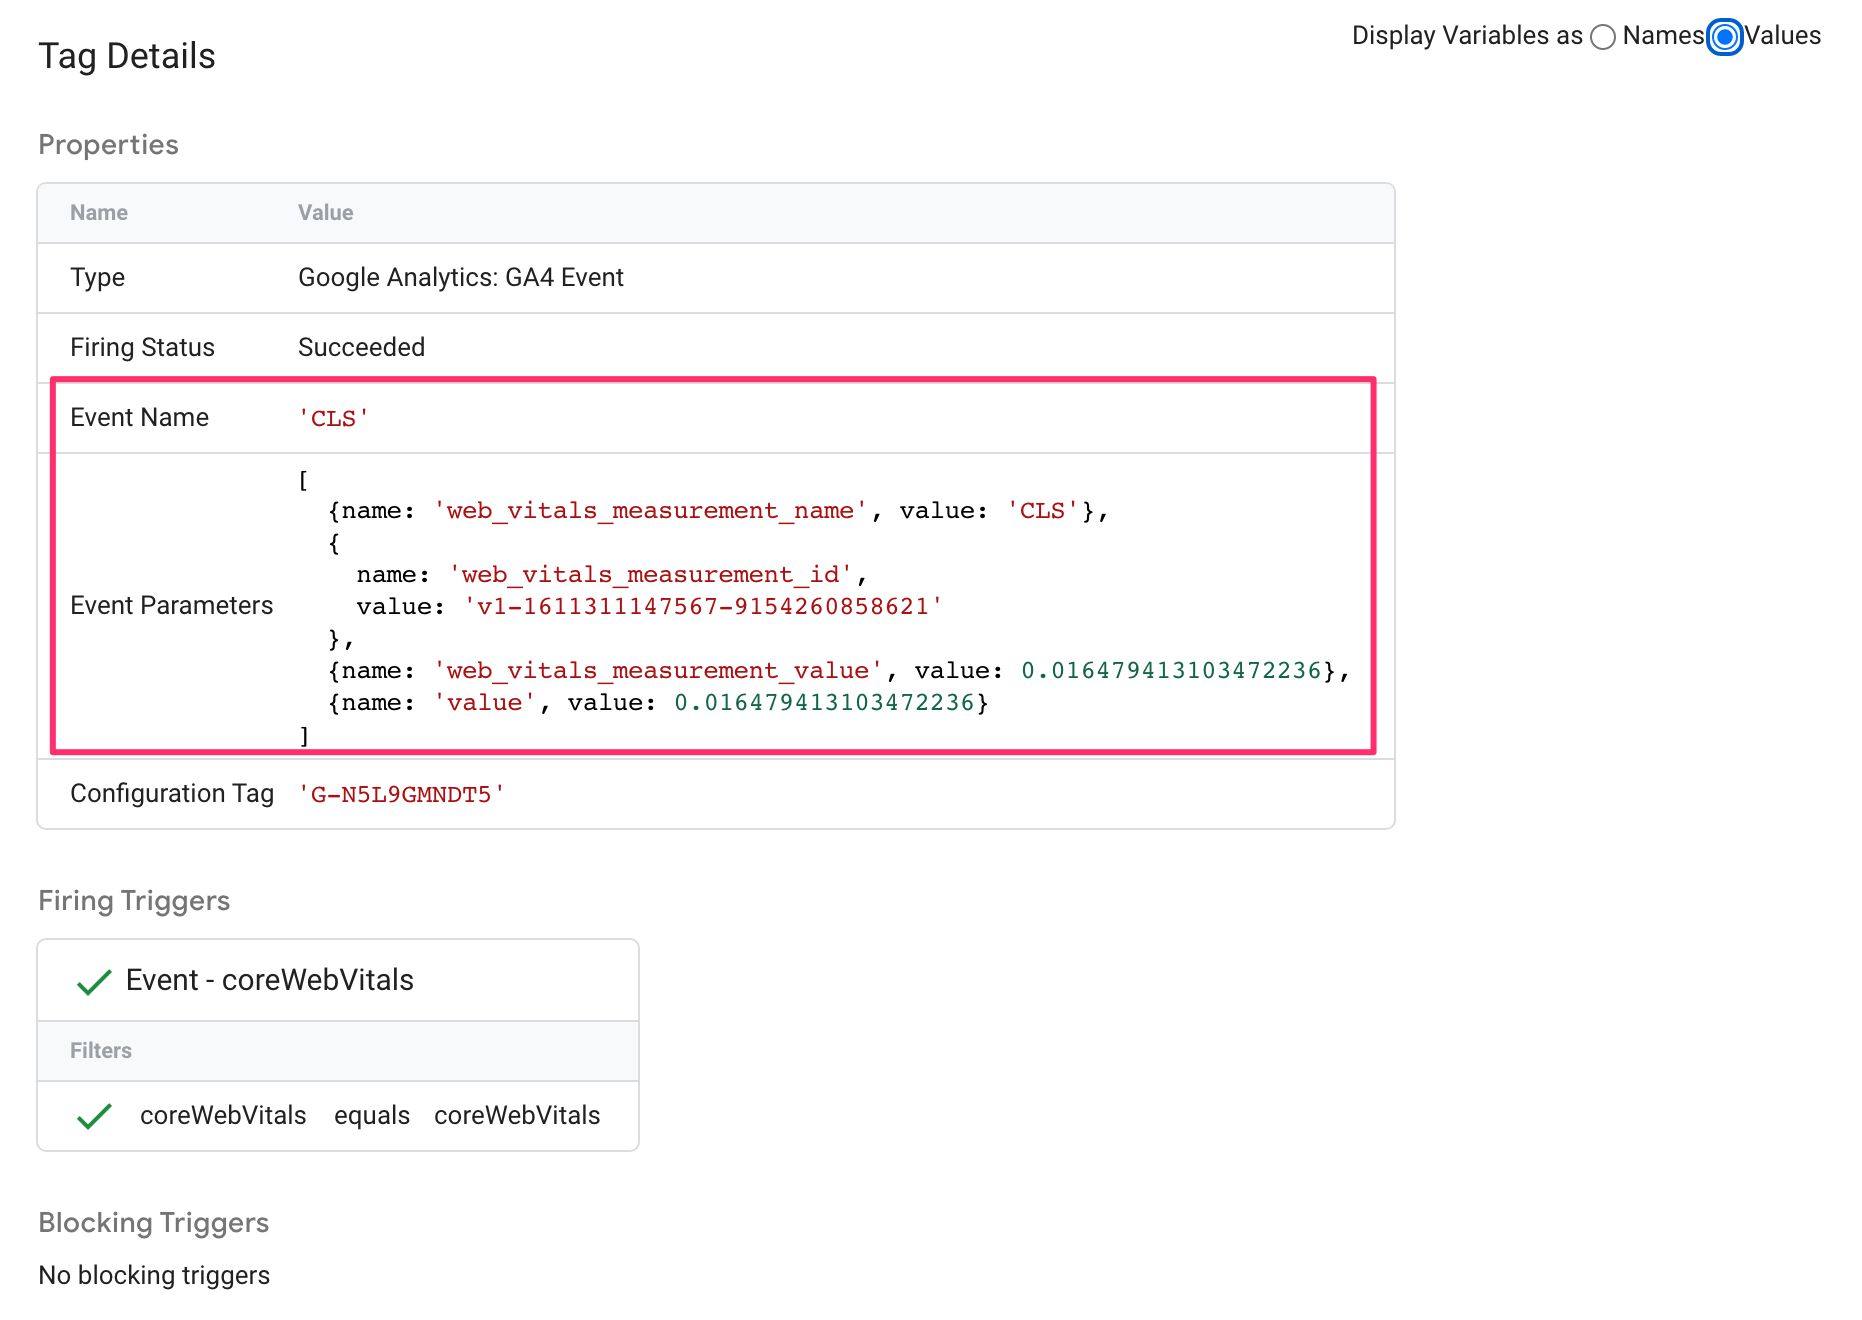 Display Variables as Names Values
Tag Details
Properties
Name Value
Type Google Analytics: GA4 Event
Firing Status Succeeded
Event Name 'CLS'
[
{name: 'web_vitals_measurement_name', value: 'CLS'},
{
name: 'web_vitals_measurement_id',
Event Parameters value: 'v1-1611311147567-9154260858621'
},
{name: 'web_vitals_measurement_value', value: 0.016479413103472236},
{name: 'value', value: 0.016479413103472236}
]
Configuration Tag 'G-N5L9GMNDT5'
Firing Triggers
Event - coreWebVitals
Filters
coreWebVitals equals coreWebVitals
Blocking Triggers
No blocking triggers